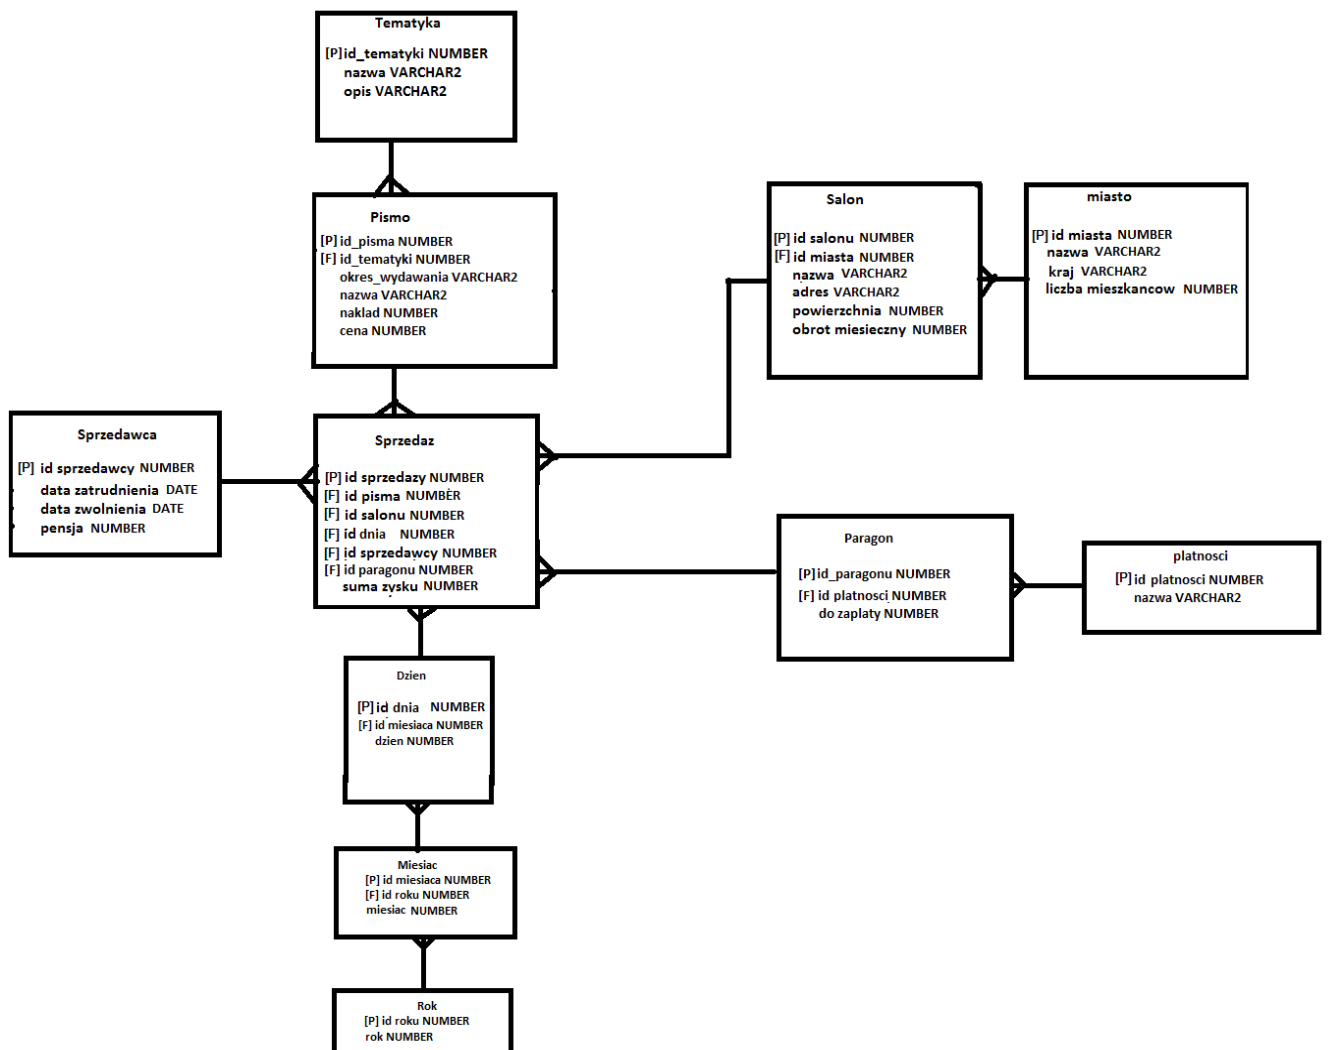 Tematyka
[P] id_tematyki NUMBER
nazwa VARCHAR2
opis VARCHAR2
Pismo
[P] id_pisma NUMBER
[F] id_tematyki NUMBER
okres_wydawania VARCHAR2
nazwa VARCHAR2
naklad NUMBER
cena NUMBER
Salon
[P] id salonu NUMBER
[F] id miasta NUMBER
nazwa VARCHAR2
adres VARCHAR2
powierzchnia NUMBER
obrot miesieczny NUMBER
miasto
[P] id miasta NUMBER
nazwa VARCHAR2
kraj VARCHAR2
liczba mieszkancow NUMBER
Sprzedawca
[P] id sprzedawcy NUMBER
data zatrudnienia DATE
data zwolnienia DATE
pensja NUMBER
Sprzedaz
[P] id sprzedazy NUMBER
[F] id pisma NUMBER
[F] id salonu NUMBER
[F] id dnia NUMBER
[F] id sprzedawcy NUMBER
[F] id paragonu NUMBER
suma zysku NUMBER
Paragon
[P] id_paragonu NUMBER
[F] id platnosci NUMBER
do zaplaty NUMBER
platnosci
[P] id platnosci NUMBER
nazwa VARCHAR2
Dzien
[P] id dnia NUMBER
[F] id miesiaca NUMBER
dzien NUMBER
Miesiac
[P] id miesiaca NUMBER
[F] id roku NUMBER
miesiac NUMBER
Rok
[P] id roku NUMBER
rok NUMBER